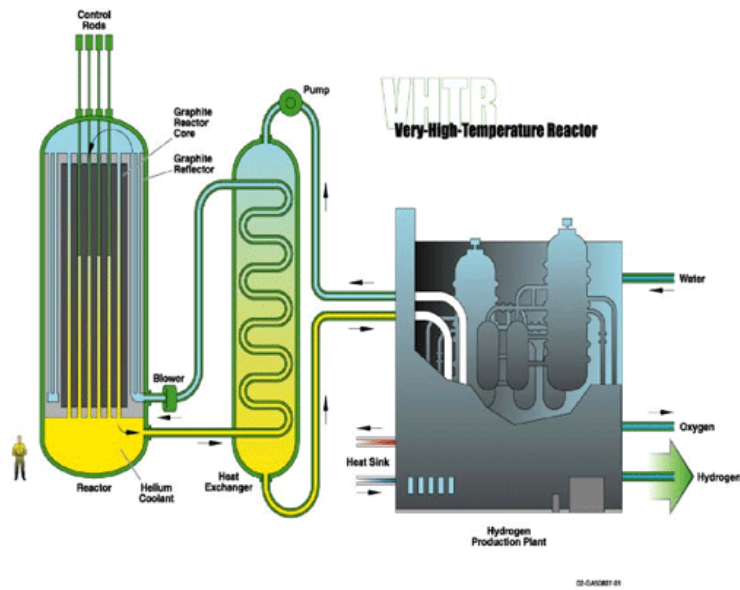 Control
Rods
VHTR
Very-High-Temperature Reactor
Pump
Graphite
Reactor
Core
Graphite
Reflector
Water
Blower
Oxygen
Heat Sink
Hydrogen
Reactor
Helium
Coolant
Heat
Exchanger
Hydrogen
Production Plant
02-GA50807-01